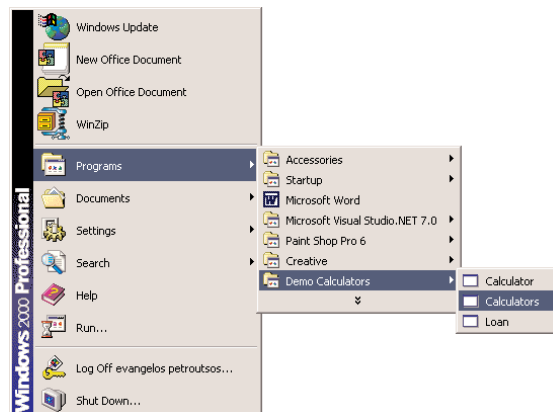 Windows 2000 Professional
Windows Update
New Office Document
Open Office Document
WinZip
Programs
Documents
Settings
Search
Help
Run...
Log Off evangelos petroutsos...
Shut Down...
Accessories
Startup
Microsoft Word
Microsoft Visual Studio.NET 7.0
Paint Shop Pro 6
Creative
Demo Calculators
Calculator
Calculators
Loan